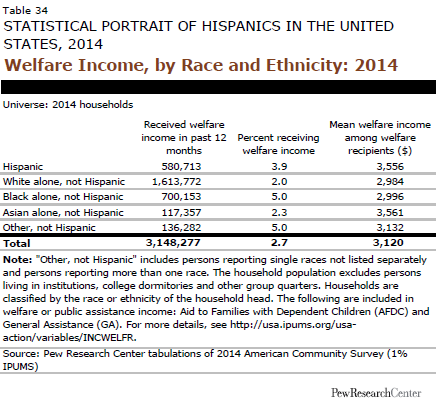 Table 34
STATISTICAL PORTRAIT OF HISPANICS IN THE UNITED
STATES, 2014
Welfare Income, by Race and Ethnicity: 2014
Universe: 2014 households
Received welfare income in past 12 months Percent receiving welfare income Mean welfare income among welfare recipients ($)
Hispanic 580,713 3.9 3,556
White alone, not Hispanic 1,613,772 2.0 2,984
Black alone, not Hispanic 700,153 5.0 2,996
Asian alone, not Hispanic 117,357 2.3 3,561
Other, not Hispanic 136,282 5.0 3,132
Total 3,148,277 2.7 3,120
Note: "Other, not Hispanic" includes persons reporting single races not listed separately
and persons reporting more than one race. The household population excludes persons
living in institutions, college dormitories and other group quarters. Households are
classified by the race or ethnicity of the household head. The following are included in
welfare or public assistance income: Aid to Families with Dependent Children (AFDC) and
General Assistance (GA). For more details, see http://usa.ipums.org/usa-
action/variables/INCWELFR.
Source: Pew Research Center tabulations of 2014 American Community Survey (1%
IPUMS)
PewResearchCenter